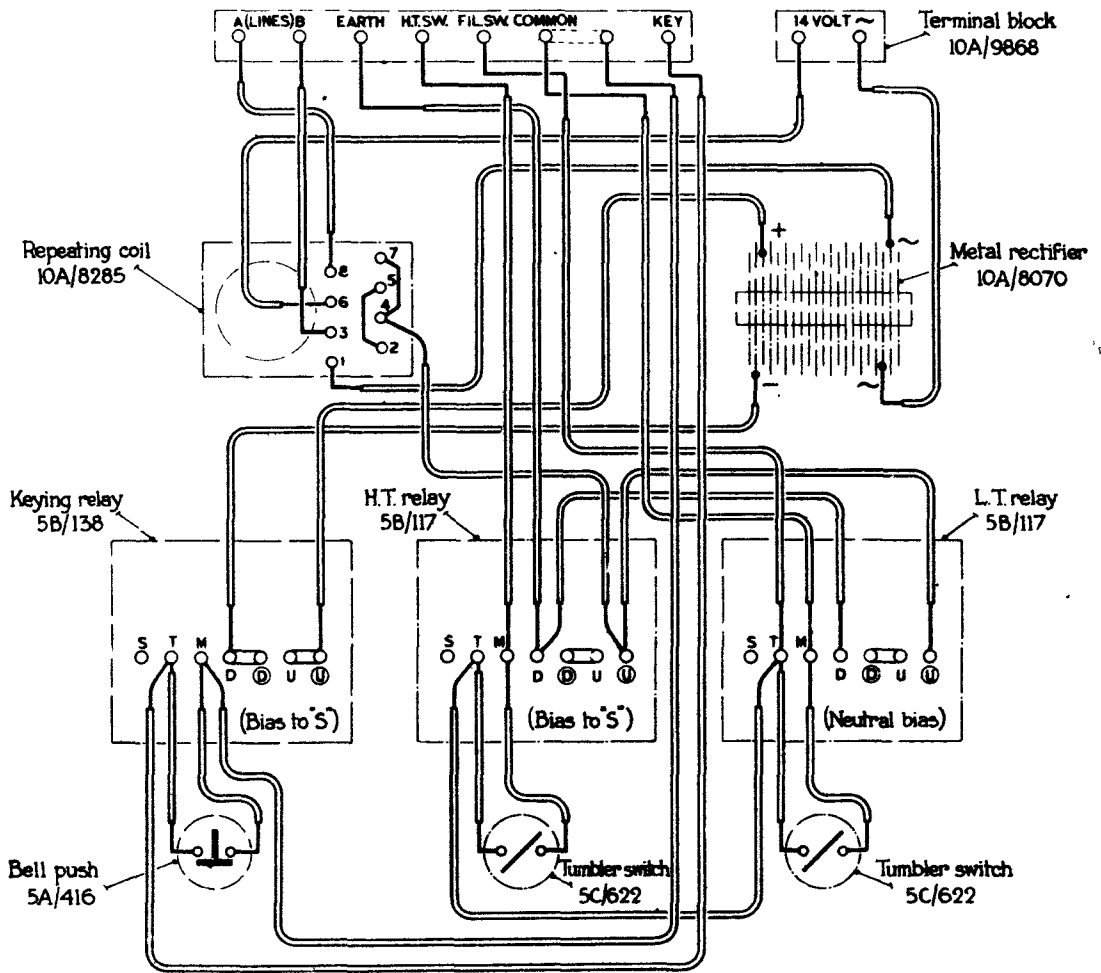 A (LINES) B EARTH H.T.SW. FIL.SW. COMMON KEY
14 VOLT ~
Terminal block
10A/9868
Repeating coil
10A/8285
8
7
6
5
4
3
2
1
+
~
-
~
Metal rectifier
10A/8070
Keying relay
5B/138
H.T. relay
5B/117
L.T. relay
5B/117
S T M D D U U
(Bias to "S")
S T M D D U U
(Bias to "S")
S T M D D U U
(Neutral bias)
Bell push
5A/416
Tumbler switch
5C/622
Tumbler switch
5C/622